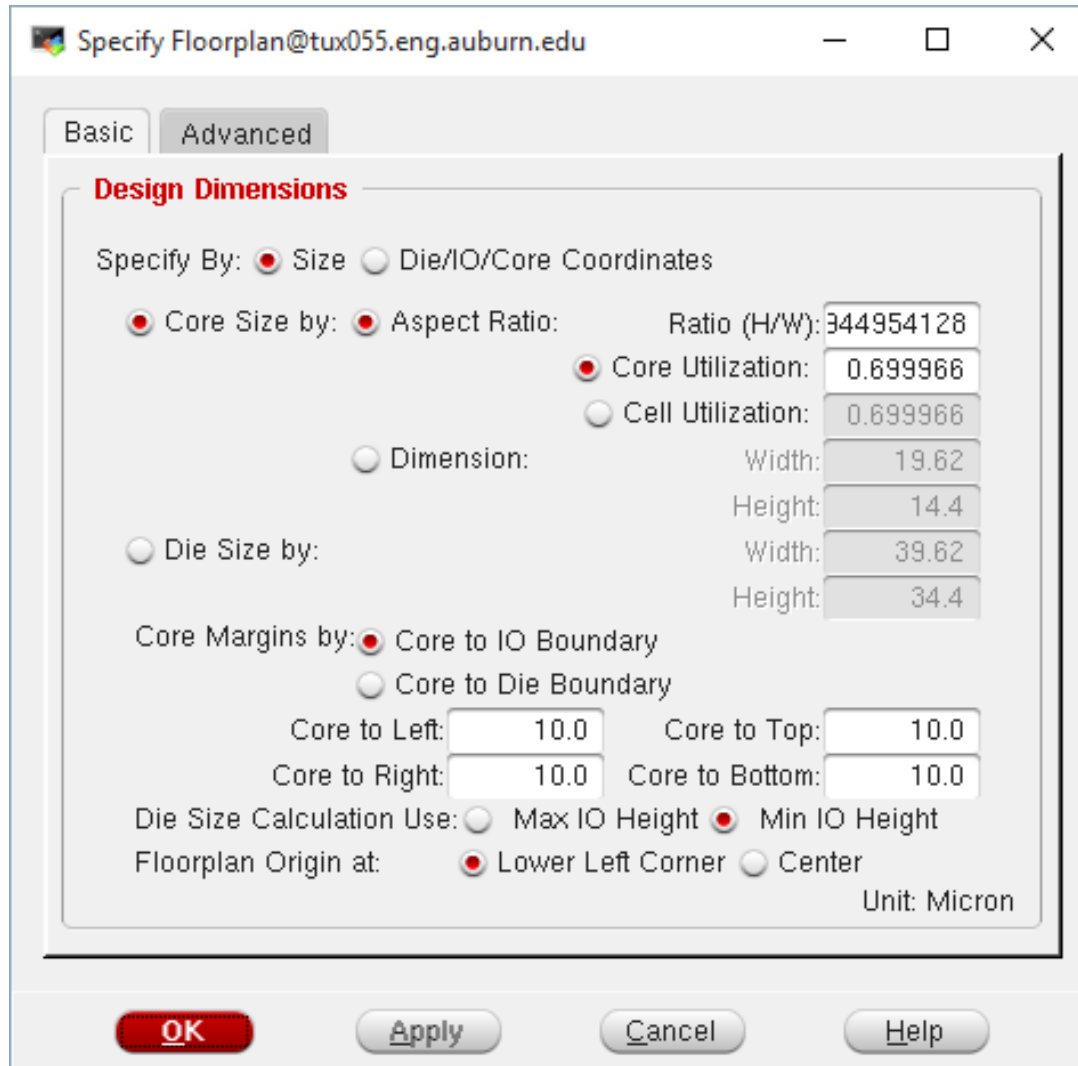 Specify Floorplan@tux055.eng.auburn.edu
Basic Advanced
Design Dimensions
Specify By: Size Die/IO/Core Coordinates
Core Size by: Aspect Ratio: Ratio (H/W): 944954128
Core Utilization: 0.699966
Cell Utilization: 0.699966
Dimension: Width: 19.62
Height: 14.4
Die Size by: Width: 39.62
Height: 34.4
Core Margins by: Core to IO Boundary
Core to Die Boundary
Core to Left: 10.0 Core to Top: 10.0
Core to Right: 10.0 Core to Bottom: 10.0
Die Size Calculation Use: Max IO Height Min IO Height
Floorplan Origin at: Lower Left Corner Center
Unit: Micron
OK Apply Cancel Help